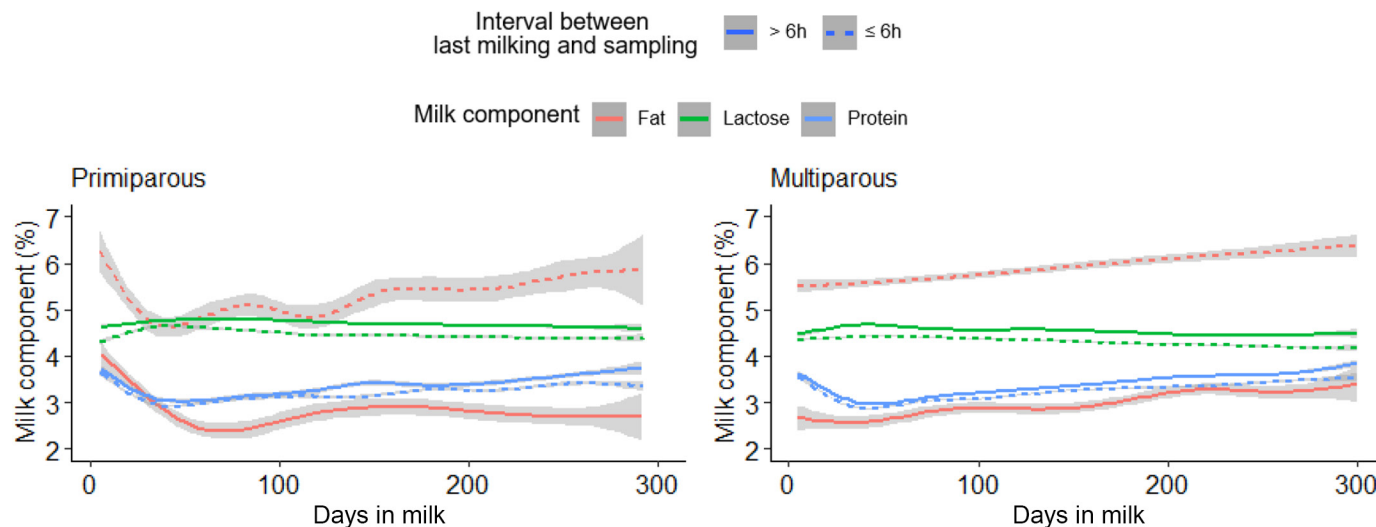 Interval between
last milking and sampling
> 6h
≤ 6h
Milk component
Fat
Lactose
Protein
Primiparous
Milk component (%)
7
6
5
4
3
2
0
100
200
300
Days in milk
Multiparous
Milk component (%)
7
6
5
4
3
2
0
100
200
300
Days in milk